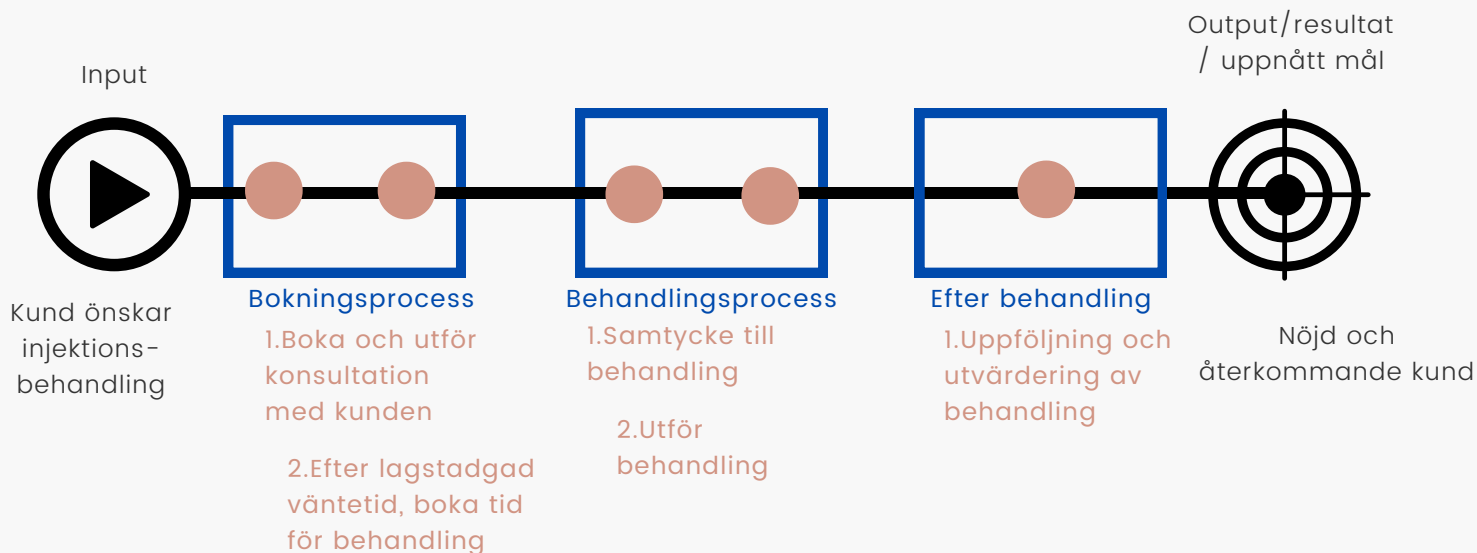 Input
Output/resultat
/ uppnått mål
Kund önskar
injektions-
behandling
Bokningsprocess
1.Boka och utför
konsultation
med kunden
2.Efter lagstadgad
väntetid, boka tid
för behandling
Behandlingsprocess
1.Samtycke till
behandling
2.Utför
behandling
Efter behandling
1.Uppföljning och
utvärdering av
behandling
Nöjd och
återkommande kund